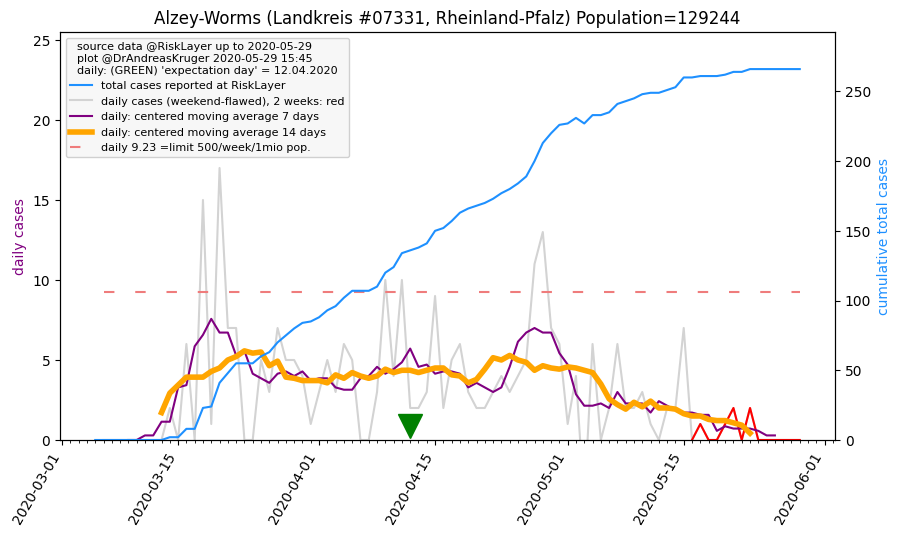 Alzey-Worms (Landkreis #07331, Rheinland-Pfalz) Population=129244
source data @RiskLayer up to 2020-05-29
plot @DrAndreasKruger 2020-05-29 15:45
daily: (GREEN) 'expectation day' = 12.04.2020
total cases reported at RiskLayer
daily cases (weekend-flawed), 2 weeks: red
daily: centered moving average 7 days
daily: centered moving average 14 days
daily 9.23 =limit 500/week/1mio pop.
daily cases
25
20
15
10
5
0
cumulative total cases
250
200
150
100
50
0
2020-03-01
2020-03-15
2020-04-01
2020-04-15
2020-05-01
2020-05-15
2020-06-01